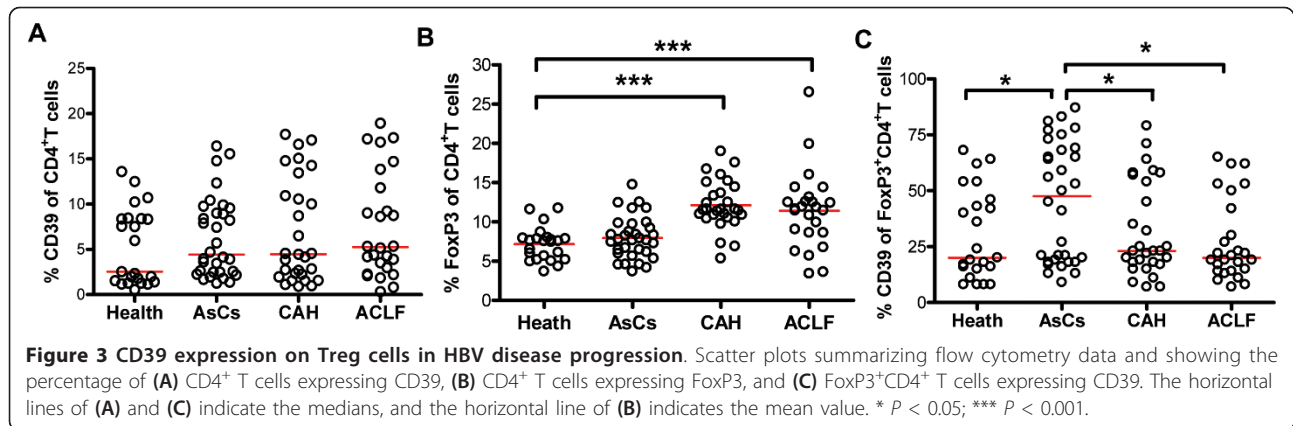 A
% CD39 of CD4+T cells
25
20
15
10
5
0
Health AsCs CAH ACLF
B
***
***
% FoxP3 of CD4+T cells
30
25
20
15
10
5
0
Heath AsCs CAH ACLF
C
*
* *
% CD39 of FoxP3+CD4+T cells
100
75
50
25
0
Heath AsCs CAH ACLF
Figure 3 CD39 expression on Treg cells in HBV disease progression. Scatter plots summarizing flow cytometry data and showing the
percentage of (A) CD4+ T cells expressing CD39, (B) CD4+ T cells expressing FoxP3, and (C) FoxP3+CD4+ T cells expressing CD39. The horizontal
lines of (A) and (C) indicate the medians, and the horizontal line of (B) indicates the mean value. * P < 0.05; *** P < 0.001.